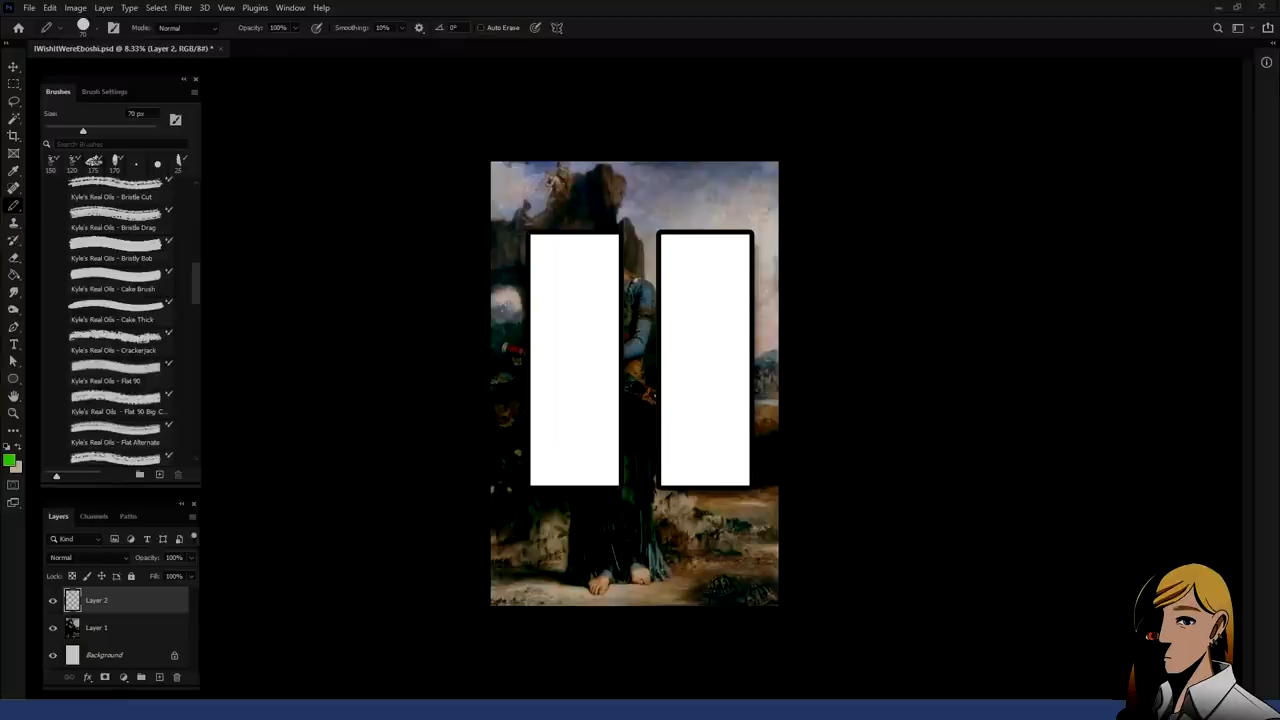 File Edit Image Layer Type Select Filter 3D View Plugins Window Help
70 Mode: Normal Opacity: 100% Smoothing: 10% 0° Auto Erase
IWishItWereEboshi.psd @ 8.33% (Layer 2, RGB/8#) *
Brushes Brush Settings
Size: 70 px
Search Brushes
150 120 175 170 25
Kyle's Real Oils - Bristle Cut
Kyle's Real Oils - Bristle Drag
Kyle's Real Oils - Bristly Bob
Kyle's Real Oils - Cake Brush
Kyle's Real Oils - Cake Thick
Kyle's Real Oils - Crackerjack
Kyle's Real Oils - Flat 90
Kyle's Real Oils - Flat 90 Big C...
Kyle's Real Oils - Flat Alternate
Layers Channels Paths
Kind
Normal Opacity: 100%
Lock: Fill: 100%
Layer 2
Layer 1
Background